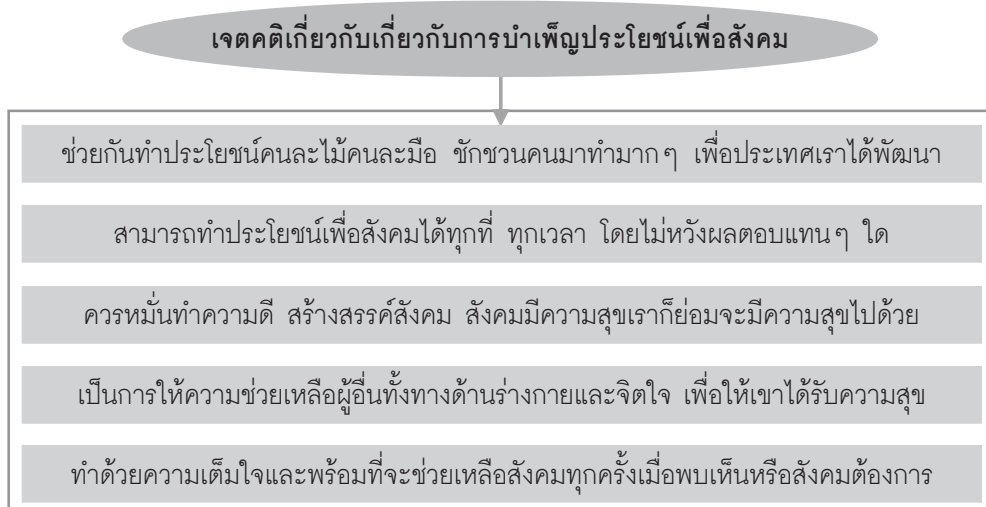 เจตคติเกี่ยวกับเกี่ยวกับการบำเพ็ญประโยชน์เพื่อสังคม
ช่วยกันทำประโยชน์คนละไม้คนละมือ ชักชวนคนมาทำมากๆ เพื่อประเทศเราได้พัฒนา
สามารถทำประโยชน์เพื่อสังคมได้ทุกที่ ทุกเวลา โดยไม่หวังผลตอบแทนๆ ใด
ควรหมั่นทำความดี สร้างสรรค์สังคม สังคมมีความสุขเราก็ย่อมจะมีความสุขไปด้วย
เป็นการให้ความช่วยเหลือผู้อื่นทั้งทางด้านร่างกายและจิตใจ เพื่อให้เขาได้รับความสุข
ทำด้วยความเต็มใจและพร้อมที่จะช่วยเหลือสังคมทุกครั้งเมื่อพบเห็นหรือสังคมต้องการ